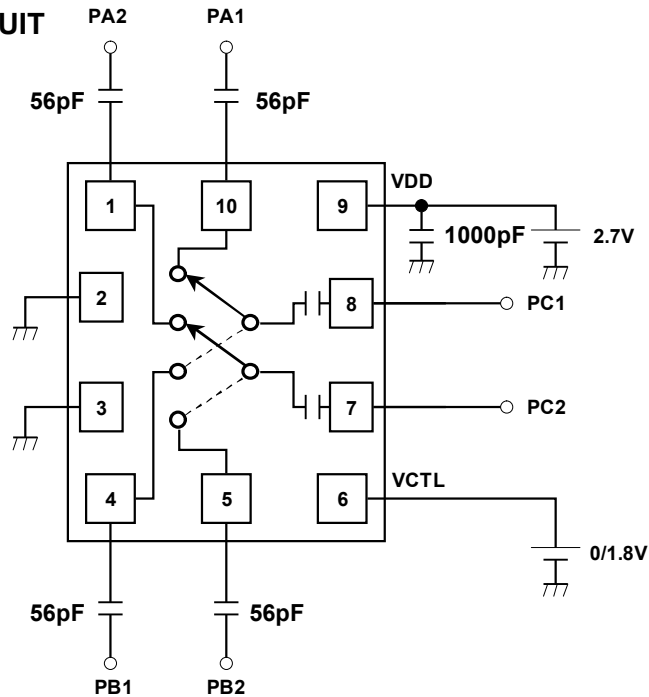 UIT
PA2 PA1
56pF 56pF
1 10 9 VDD
1000pF 2.7V
2
8 PC1
3 7 PC2
4 5 6 VCTL
0/1.8V
56pF 56pF
PB1 PB2